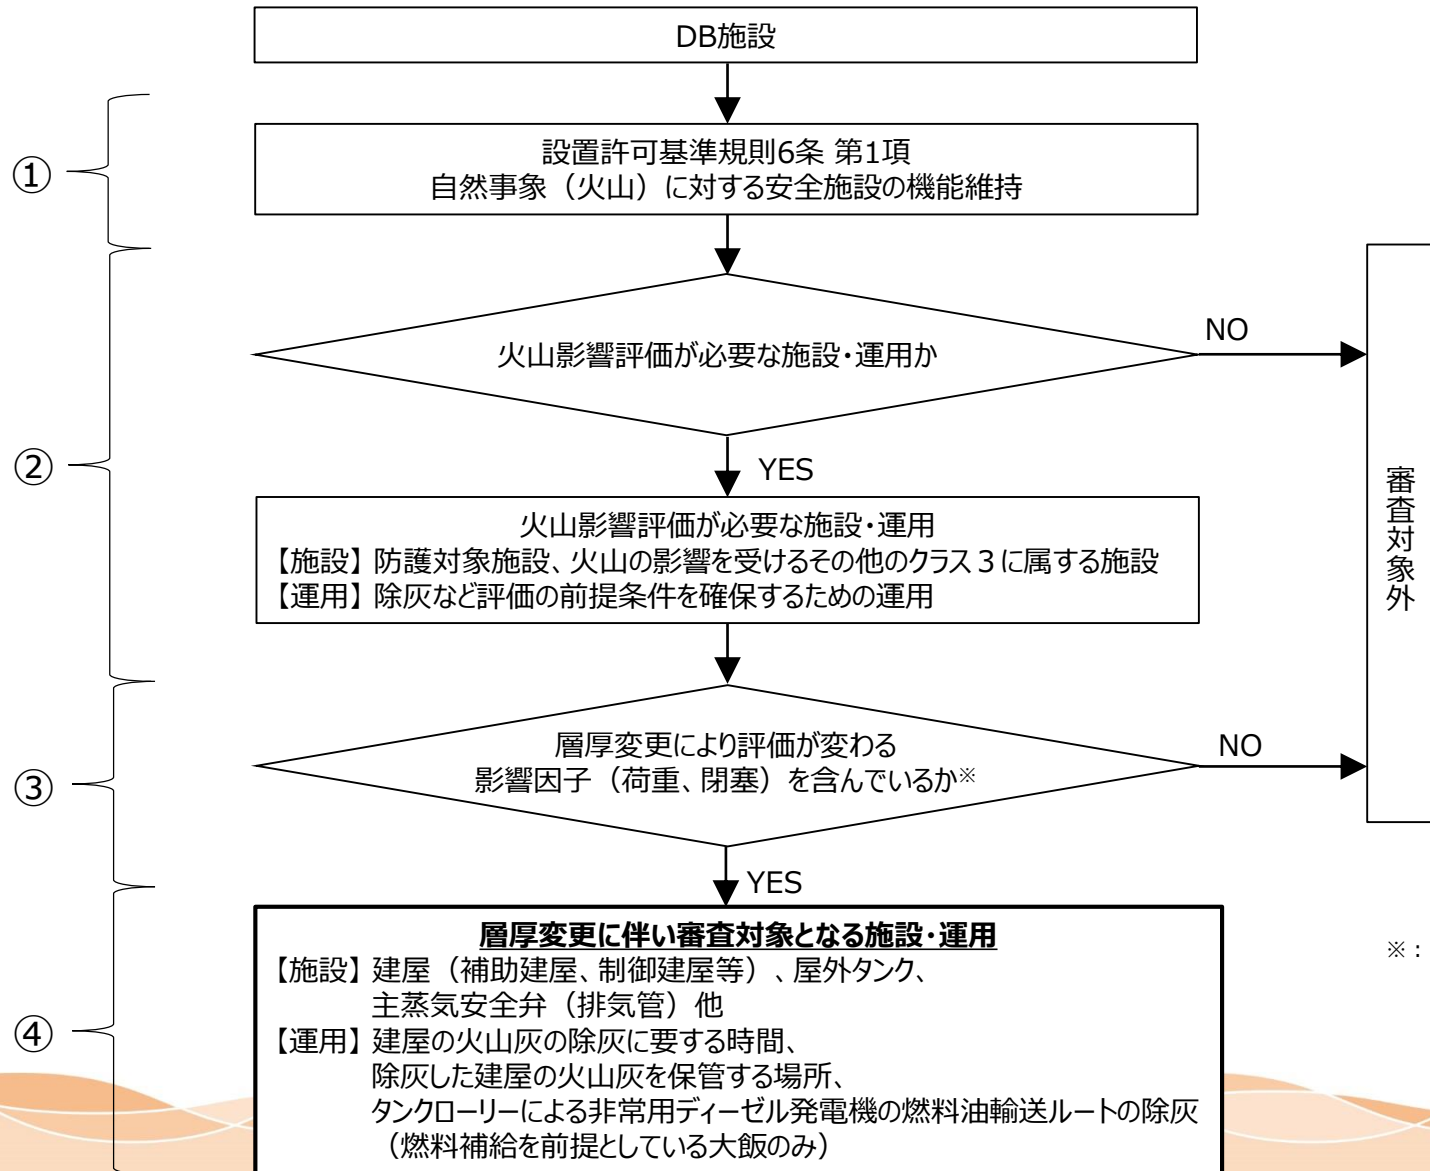 DB施設
①
設置許可基準規則6条 第1項
自然事象（火山）に対する安全施設の機能維持
火山影響評価が必要な施設・運用か
NO
②
YES
火山影響評価が必要な施設・運用
【施設】防護対象施設、火山の影響を受けるその他のクラス３に属する施設
【運用】除灰など評価の前提条件を確保するための運用
審査対象外
③
層厚変更により評価が変わる
影響因子（荷重、閉塞）を含んでいるか※
NO
YES
④
層厚変更に伴い審査対象となる施設・運用
【施設】建屋（補助建屋、制御建屋等）、屋外タンク、
主蒸気安全弁（排気管）他
【運用】建屋の火山灰の除灰に要する時間、
除灰した建屋の火山灰を保管する場所、
タンクローリーによる非常用ディーゼル発電機の燃料油輸送ルートの除灰
（燃料補給を前提としている大飯のみ）
※：